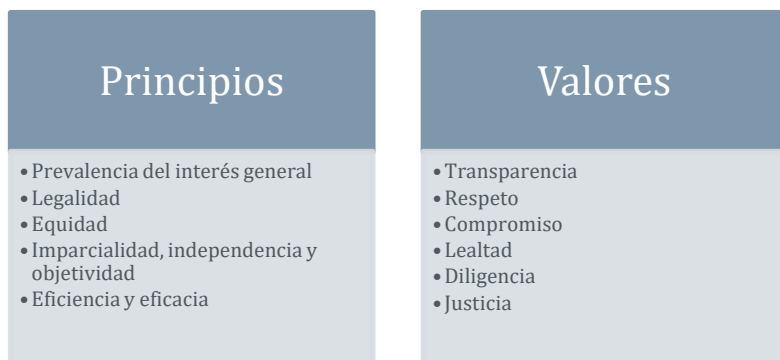 Principios
• Prevalencia del interés general
• Legalidad
• Equidad
• Imparcialidad, independencia y
objetividad
• Eficiencia y eficacia
Valores
• Transparencia
• Respeto
• Compromiso
• Lealtad
• Diligencia
• Justicia